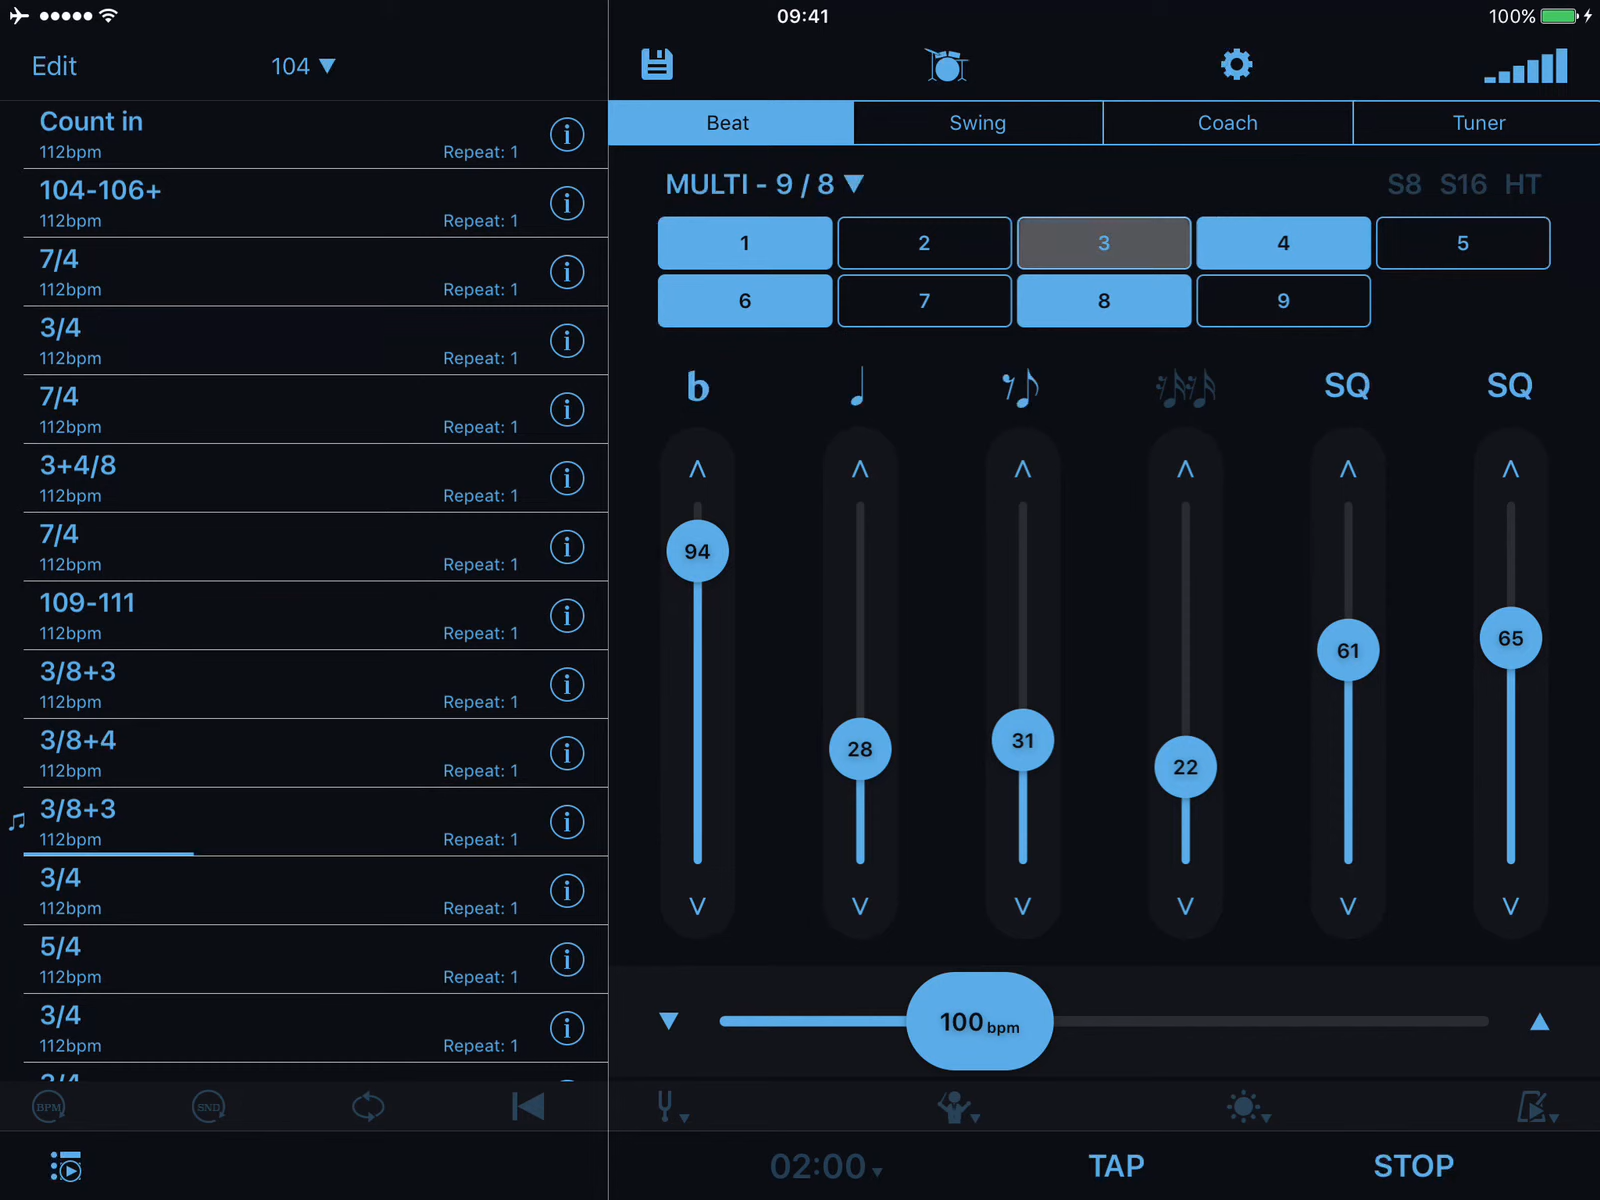 09:41
100%
Edit
104 ▼
Count in
112bpm
Repeat: 1
104-106+
112bpm
Repeat: 1
7/4
112bpm
Repeat: 1
3/4
112bpm
Repeat: 1
7/4
112bpm
Repeat: 1
3+4/8
112bpm
Repeat: 1
7/4
112bpm
Repeat: 1
109-111
112bpm
Repeat: 1
3/8+3
112bpm
Repeat: 1
3/8+4
112bpm
Repeat: 1
3/8+3
112bpm
Repeat: 1
3/4
112bpm
Repeat: 1
5/4
112bpm
Repeat: 1
3/4
112bpm
Repeat: 1
BPM
SND
Beat
Swing
Coach
Tuner
MULTI - 9 / 8 ▼
S8 S16 HT
1 2 3 4 5
6 7 8 9
b
SQ
SQ
94
28
31
22
61
65
100 bpm
02:00
TAP
STOP